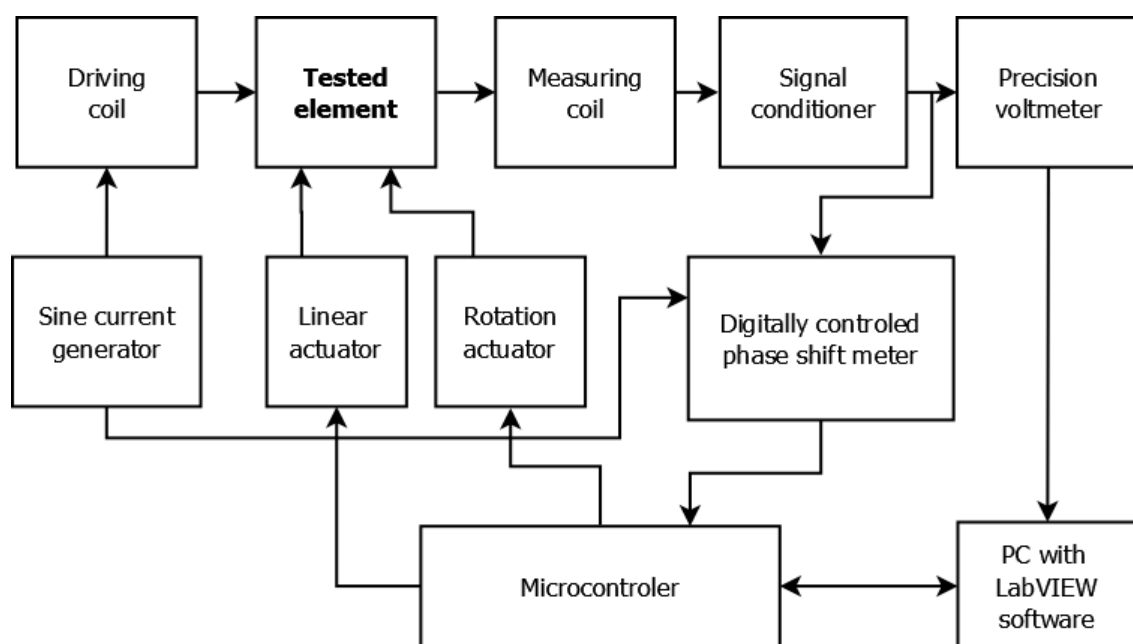 Driving
coil
Tested
element
Measuring
coil
Signal
conditioner
Precision
voltmeter
Sine current
generator
Linear
actuator
Rotation
actuator
Digitally controled
phase shift meter
Microcontroler
PC with
LabVIEW
software